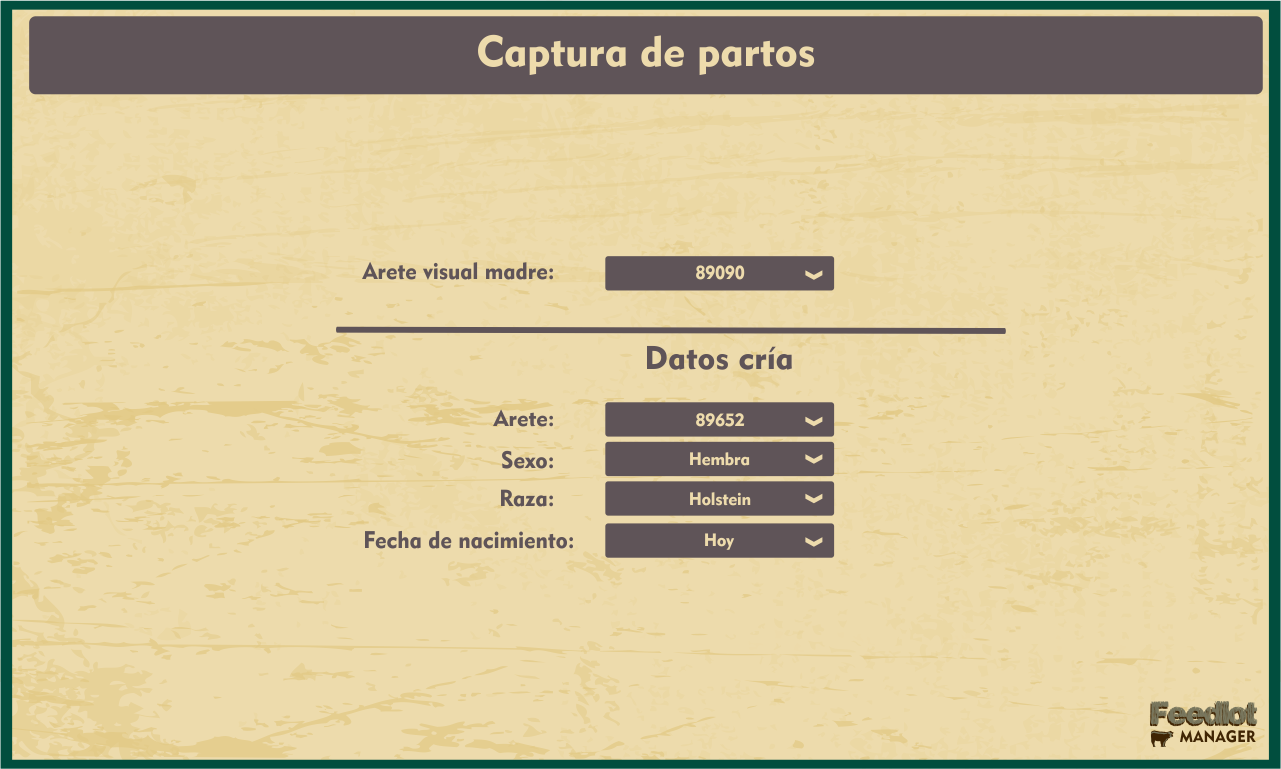 Captura de partos
Arete visual madre: 89090
Datos cría
Arete: 89652
Sexo: Hembra
Raza: Holstein
Fecha de nacimiento: Hoy
Feedlot
MANAGER